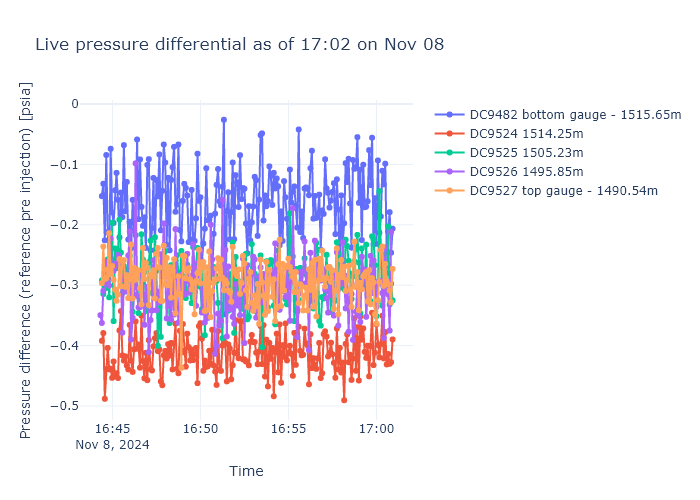 Live pressure differential as of 17:02 on Nov 08
Pressure difference (reference pre injection) [psia]
0
−0.1
−0.2
−0.3
−0.4
−0.5
16:45
Nov 8, 2024
16:50
16:55
17:00
Time
DC9482 bottom gauge - 1515.65m
DC9524 1514.25m
DC9525 1505.23m
DC9526 1495.85m
DC9527 top gauge - 1490.54m